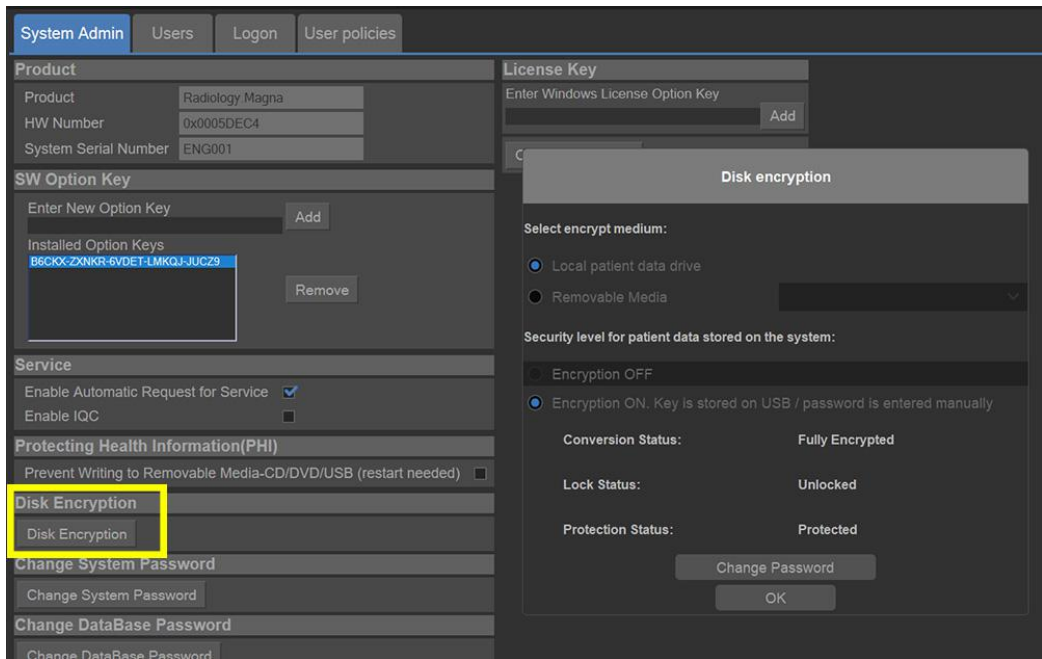 System Admin
Users
Logon
User policies
Product
Product
Radiology Magna
HW Number
0x0005DEC4
System Serial Number
ENG001
SW Option Key
Enter New Option Key
Add
Installed Option Keys
B6CKX-ZXNKR-6VDET-LMKQJ-JUCZ9
Remove
Service
Enable Automatic Request for Service
Enable IQC
Protecting Health Information(PHI)
Prevent Writing to Removable Media-CD/DVD/USB (restart needed)
Disk Encryption
Disk Encryption
Change System Password
Change System Password
Change DataBase Password
Change DataBase Password
License Key
Enter Windows License Option Key
Add
Disk encryption
Select encrypt medium:
Local patient data drive
Removable Media
Security level for patient data stored on the system:
Encryption OFF
Encryption ON. Key is stored on USB / password is entered manually
Conversion Status:
Fully Encrypted
Lock Status:
Unlocked
Protection Status:
Protected
Change Password
OK